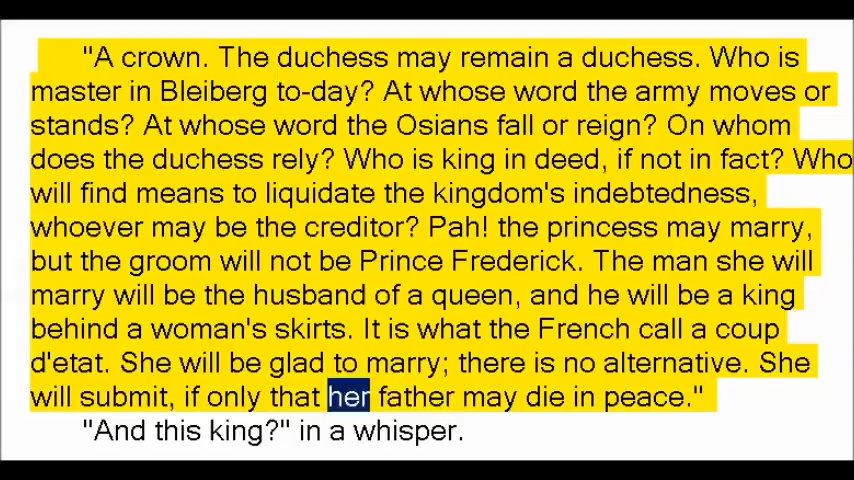 "A crown. The duchess may remain a duchess. Who is
master in Bleiberg to-day? At whose word the army moves or
stands? At whose word the Osians fall or reign? On whom
does the duchess rely? Who is king in deed, if not in fact? Who
will find means to liquidate the kingdom's indebtedness,
whoever may be the creditor? Pah! the princess may marry,
but the groom will not be Prince Frederick. The man she will
marry will be the husband of a queen, and he will be a king
behind a woman's skirts. It is what the French call a coup
d'etat. She will be glad to marry; there is no alternative. She
will submit, if only that her father may die in peace."
"And this king?" in a whisper.